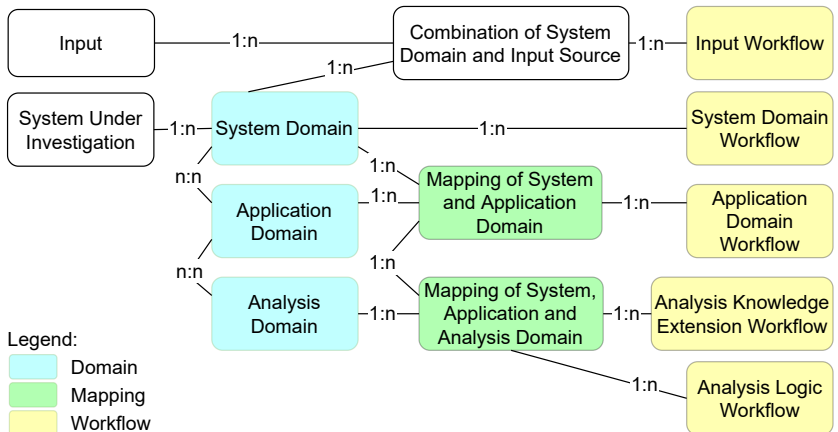 Input
1:n
Combination of System
Domain and Input Source
1:n
Input Workflow
1:n
System Under
Investigation
1:n
System Domain
1:n
System Domain
Workflow
n:n
1:n
Application
Domain
1:n
Mapping of System
and Application
Domain
1:n
Application
Domain
Workflow
n:n
1:n
Analysis
Domain
1:n
Mapping of System,
Application and
Analysis Domain
1:n
Analysis Knowledge
Extension Workflow
1:n
Analysis Logic
Workflow
Legend:
Domain
Mapping
Workflow